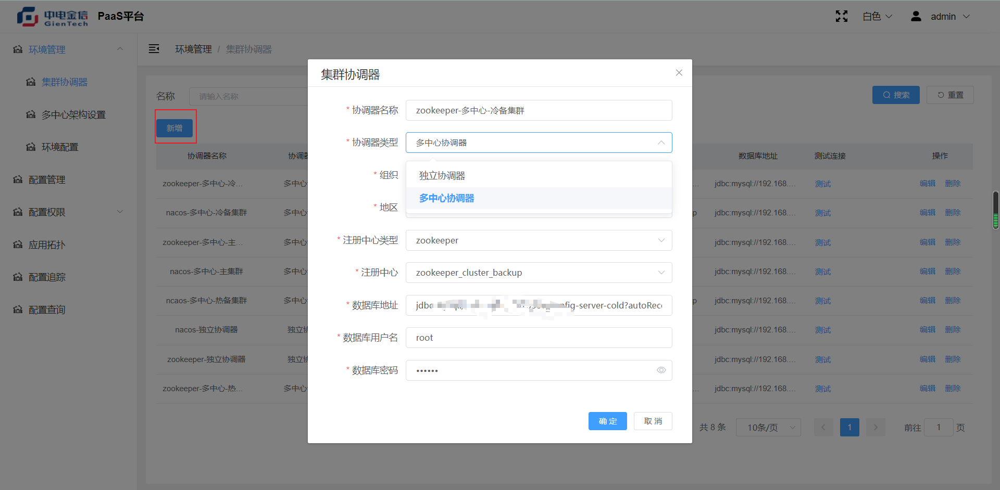 中电金信
GienTech
PaaS平台
白色
admin
环境管理
集群协调器
多中心架构设置
环境配置
配置管理
配置权限
应用拓扑
配置追踪
配置查询
环境管理 / 集群协调器
名称 请输入名称
搜索 重置
新增
协调器名称 协调器 数据库地址 测试连接 操作
zookeeper-多中心-冷... 多中心 ... jdbc:mysql://192.168.... 测试 编辑 删除
nacos-多中心-冷备集群 多中心 p jdbc:mysql://192.168.... 测试 编辑 删除
zookeeper-多中心-主... 多中心 jdbc:mysql://192.168.... 测试 编辑 删除
nacos-多中心-主集群 多中心 jdbc:mysql://192.168.... 测试 编辑 删除
ncaos-多中心-热备集群 多中心 p jdbc:mysql://192.168.... 测试 编辑 删除
nacos-独立协调器 独立协 jdbc:mysql://192.168.... 测试 编辑 删除
zookeeper-独立协调器 独立协 jdbc:mysql://192.168.... 测试 编辑 删除
zookeeper-多中心-热... 多中心 ... jdbc:mysql://192.168.... 测试 编辑 删除
共 8 条 10条/页 1 前往 1 页
集群协调器
* 协调器名称 zookeeper-多中心-冷备集群
* 协调器类型 多中心协调器
独立协调器
多中心协调器
* 组织
* 地区
* 注册中心类型 zookeeper
* 注册中心 zookeeper_cluster_backup
* 数据库地址 jdbc nfig-server-cold?autoRec
* 数据库用户名 root
* 数据库密码 ••••••
确 定 取 消